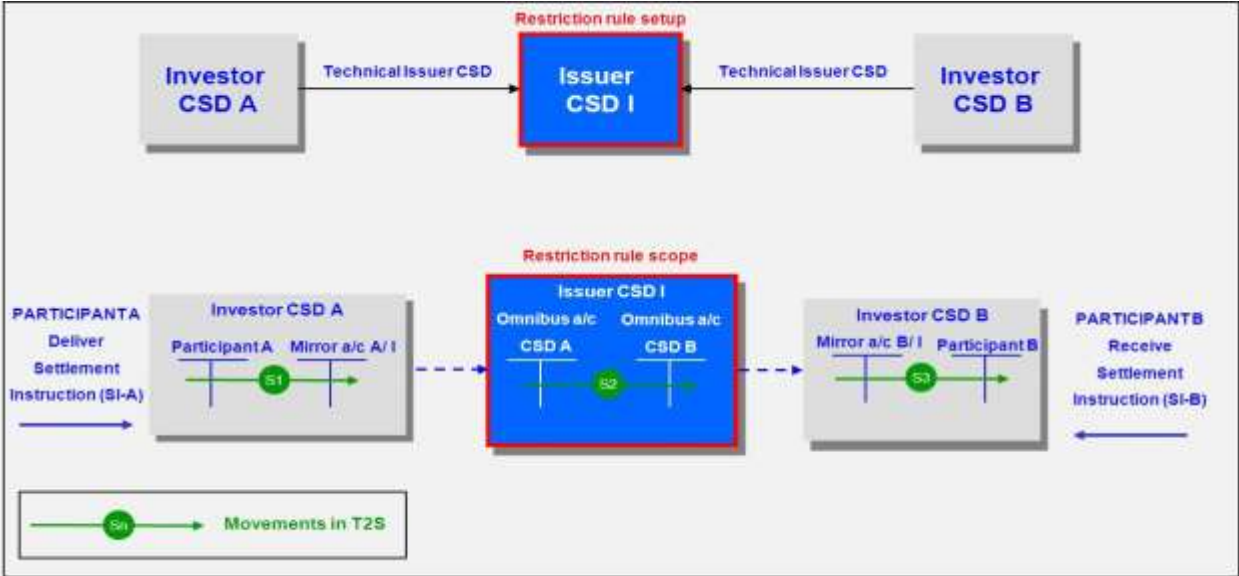 Restriction rule setup
Investor
CSD A
Technical Issuer CSD
Issuer
CSD I
Technical Issuer CSD
Investor
CSD B
Restriction rule scope
PARTICIPANTA
Deliver
Settlement
Instruction (SI-A)
Investor CSD A
Participant A
Mirror a/c A/ I
S1
Issuer CSD I
Omnibus a/c
CSD A
Omnibus a/c
CSD B
S2
Investor CSD B
Mirror a/c B/ I
Participant B
S3
PARTICIPANTB
Receive
Settlement
Instruction (SI-B)
Sn
Movements in T2S